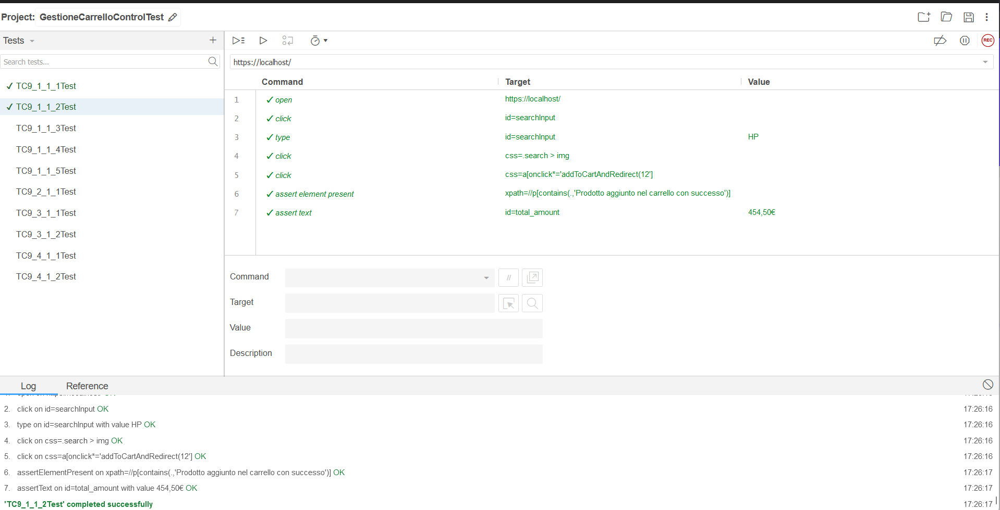 Project: GestioneCarrelloControlTest
Tests
REC
Search tests...
https://localhost/
Command Target Value
✓ TC9_1_1_1Test
✓ TC9_1_1_2Test
TC9_1_1_3Test
TC9_1_1_4Test
TC9_1_1_5Test
TC9_2_1_1Test
TC9_3_1_1Test
TC9_3_1_2Test
TC9_4_1_1Test
TC9_4_1_2Test
1 ✓ open https://localhost/
2 ✓ click id=searchInput
3 ✓ type id=searchInput HP
4 ✓ click css=.search > img
5 ✓ click css=a[onclick*='addToCartAndRedirect(12']
6 ✓ assert element present xpath=//p[contains(.,'Prodotto aggiunto nel carrello con successo')]
7 ✓ assert text id=total_amount 454,50€
Command //
Target
Value
Description
Log Reference
2. click on id=searchInput OK 17:26:16
3. type on id=searchInput with value HP OK 17:26:16
4. click on css=.search > img OK 17:26:16
5. click on css=a[onclick*='addToCartAndRedirect(12'] OK 17:26:16
6. assertElementPresent on xpath=//p[contains(.,'Prodotto aggiunto nel carrello con successo')] OK 17:26:17
7. assertText on id=total_amount with value 454,50€ OK 17:26:17
'TC9_1_1_2Test' completed successfully 17:26:17